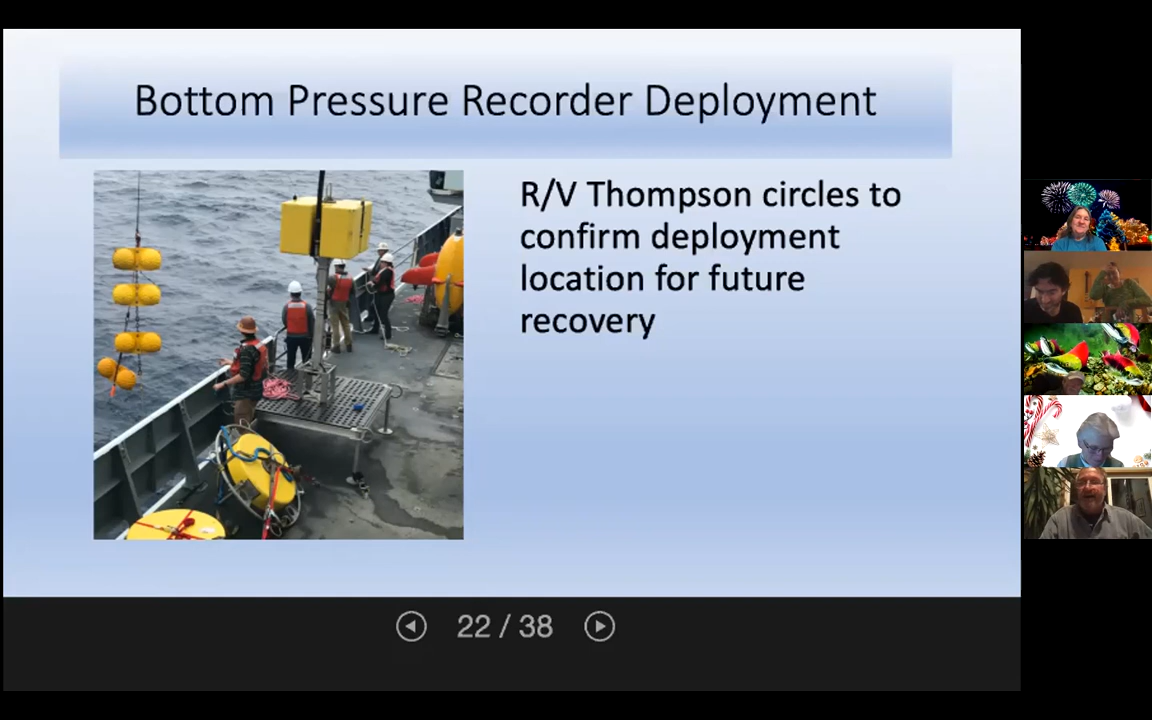 Bottom Pressure Recorder Deployment
R/V Thompson circles to
confirm deployment
location for future
recovery
22 / 38